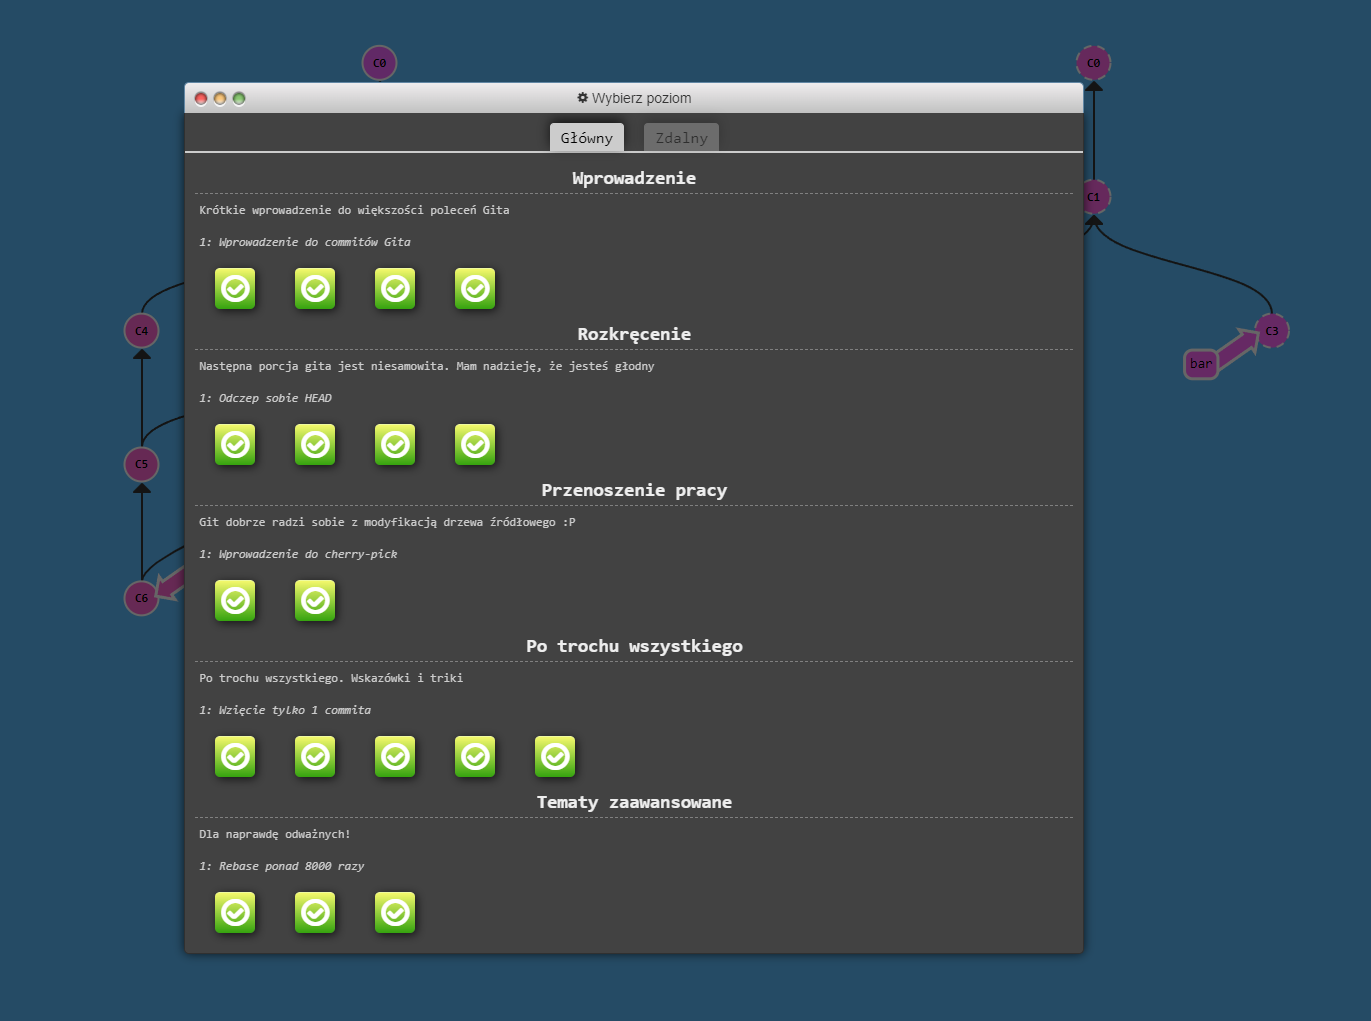 C0
C0
Wybierz poziom
Główny
Zdalny
Wprowadzenie
Krótkie wprowadzenie do większości poleceń Gita
C1
1: Wprowadzenie do commitów Gita
Rozkręcenie
C4
C3
bar
Następna porcja gita jest niesamowita. Mam nadzieję, że jesteś głodny
1: Odczep sobie HEAD
C5
Przenoszenie pracy
Git dobrze radzi sobie z modyfikacją drzewa źródłowego :P
1: Wprowadzenie do cherry-pick
C6
Po trochu wszystkiego
Po trochu wszystkiego. Wskazówki i triki
1: Wzięcie tylko 1 commita
Tematy zaawansowane
Dla naprawdę odważnych!
1: Rebase ponad 8000 razy